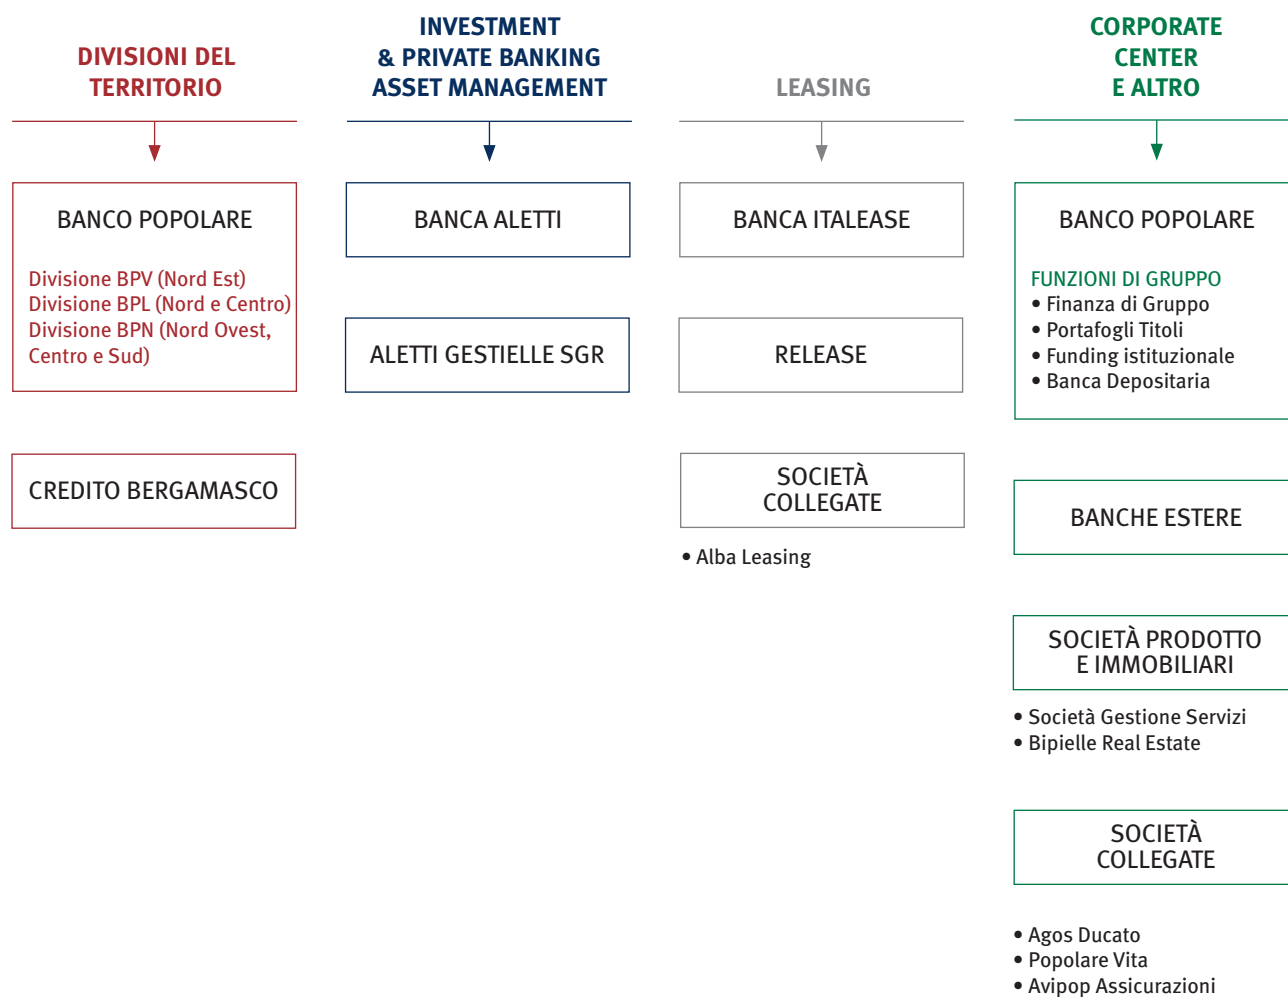 DIVISIONI DEL
TERRITORIO
BANCO POPOLARE
Divisione BPV (Nord Est)
Divisione BPL (Nord e Centro)
Divisione BPN (Nord Ovest,
Centro e Sud)
CREDITO BERGAMASCO
INVESTMENT
& PRIVATE BANKING
ASSET MANAGEMENT
BANCA ALETTI
ALETTI GESTIELLE SGR
LEASING
BANCA ITALEASE
RELEASE
SOCIETÀ
COLLEGATE
• Alba Leasing
CORPORATE
CENTER
E ALTRO
BANCO POPOLARE
FUNZIONI DI GRUPPO
• Finanza di Gruppo
• Portafogli Titoli
• Funding istituzionale
• Banca Depositaria
BANCHE ESTERE
SOCIETÀ PRODOTTO
E IMMOBILIARI
• Società Gestione Servizi
• Bipielle Real Estate
SOCIETÀ
COLLEGATE
• Agos Ducato
• Popolare Vita
• Avipop Assicurazioni